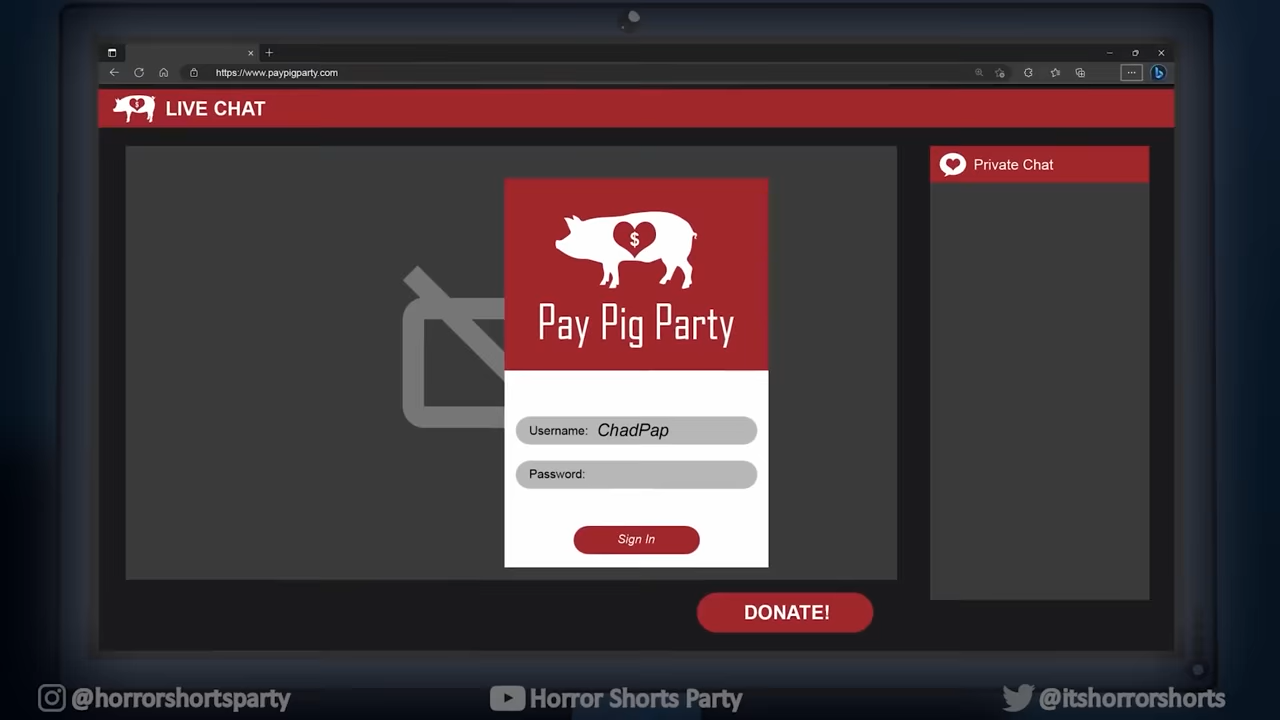 https://www.paypigparty.com
$ LIVE CHAT
Private Chat
$
Pay Pig Party
Username: ChadPap
Password:
Sign In
DONATE!
@horrorshortsparty
Horror Shorts Party
@itshorrorshorts